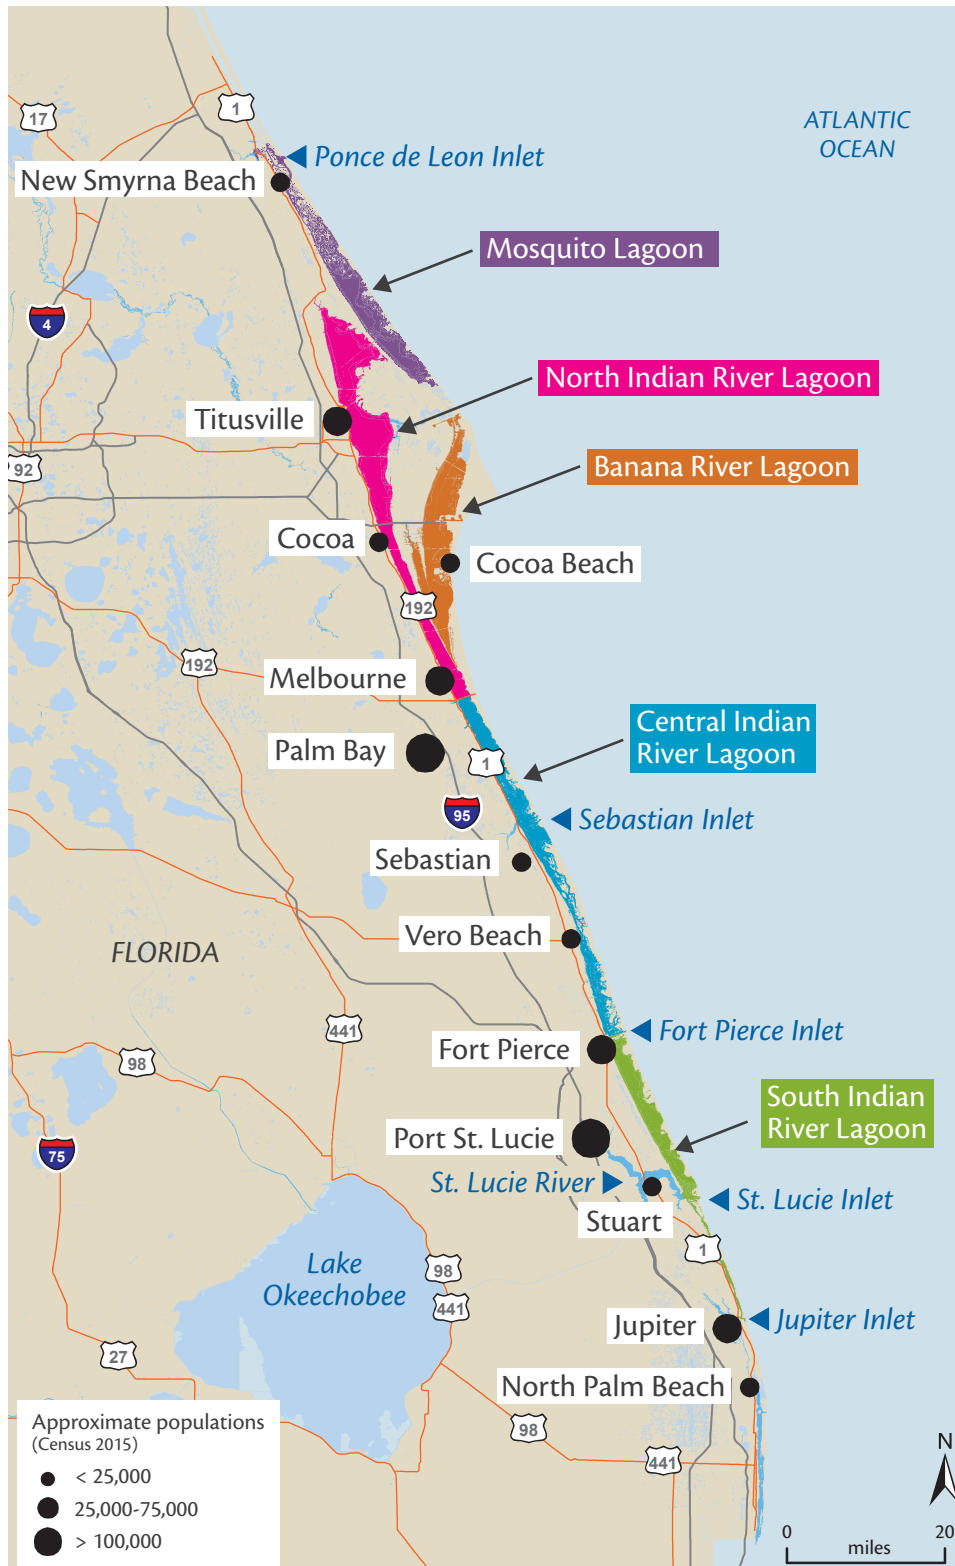 1
17
ATLANTIC
OCEAN
Ponce de Leon Inlet
New Smyrna Beach
Mosquito Lagoon
4
North Indian River Lagoon
Titusville
92
Banana River Lagoon
Cocoa
Cocoa Beach
192
192
Melbourne
Central Indian
River Lagoon
Palm Bay
1
95
Sebastian Inlet
Sebastian
Vero Beach
FLORIDA
441
Fort Pierce Inlet
Fort Pierce
98
South Indian
River Lagoon
Port St. Lucie
75
St. Lucie River
St. Lucie Inlet
Stuart
1
Lake
Okeechobee
98
441
Jupiter Inlet
Jupiter
27
North Palm Beach
Approximate populations
(Census 2015)
< 25,000
25,000-75,000
> 100,000
98
441
N
0
20
miles